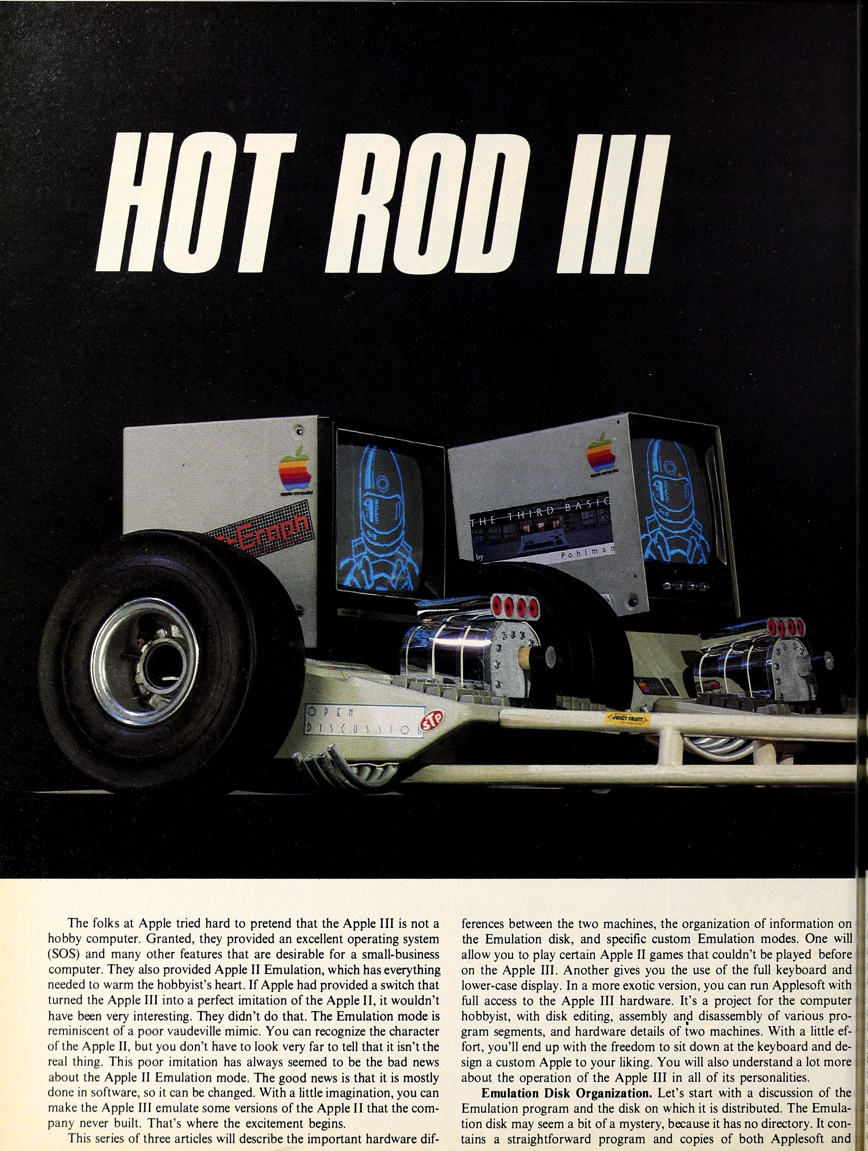 HOT ROD III
apple computer
apple computer
Graph
THE THIRD BASIC
by Pohlman
OPEN
DISCUSSION
STP
JUICY FRUIT
The folks at Apple tried hard to pretend that the Apple III is not a
hobby computer. Granted, they provided an excellent operating system
(SOS) and many other features that are desirable for a small-business
computer. They also provided Apple II Emulation, which has everything
needed to warm the hobbyist's heart. If Apple had provided a switch that
turned the Apple III into a perfect imitation of the Apple II, it wouldn't
have been very interesting. They didn't do that. The Emulation mode is
reminiscent of a poor vaudeville mimic. You can recognize the character
of the Apple II, but you don't have to look very far to tell that it isn't the
real thing. This poor imitation has always seemed to be the bad news
about the Apple II Emulation mode. The good news is that it is mostly
done in software, so it can be changed. With a little imagination, you can
make the Apple III emulate some versions of the Apple II that the com-
pany never built. That's where the excitement begins.
This series of three articles will describe the important hardware dif-
ferences between the two machines, the organization of information on
the Emulation disk, and specific custom Emulation modes. One will
allow you to play certain Apple II games that couldn't be played before
on the Apple III. Another gives you the use of the full keyboard and
lower-case display. In a more exotic version, you can run Applesoft with
full access to the Apple III hardware. It's a project for the computer
hobbyist, with disk editing, assembly and disassembly of various pro-
gram segments, and hardware details of two machines. With a little ef-
fort, you'll end up with the freedom to sit down at the keyboard and de-
sign a custom Apple to your liking. You will also understand a lot more
about the operation of the Apple III in all of its personalities.
Emulation Disk Organization. Let's start with a discussion of the
Emulation program and the disk on which it is distributed. The Emula-
tion disk may seem a bit of a mystery, because it has no directory. It con-
tains a straightforward program and copies of both Applesoft and